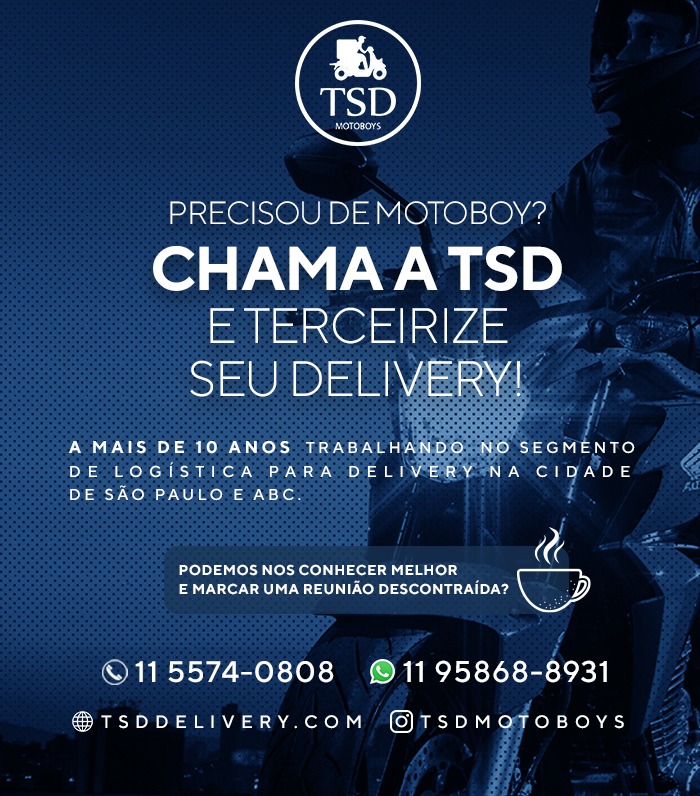 TSD
MOTOBOYS
PRECISOU DE MOTOBOY?
CHAMA A TSD
E TERCEIRIZE
SEU DELIVERY!
A MAIS DE 10 ANOS TRABALHANDO NO SEGMENTO
DE LOGÍSTICA PARA DELIVERY NA CIDADE
DE SÃO PAULO E ABC.
PODEMOS NOS CONHECER MELHOR
E MARCAR UMA REUNIÃO DESCONTRAÍDA?
11 5574-0808 11 95868-8931
TSDDELIVERY.COM TSDMOTOBOYS